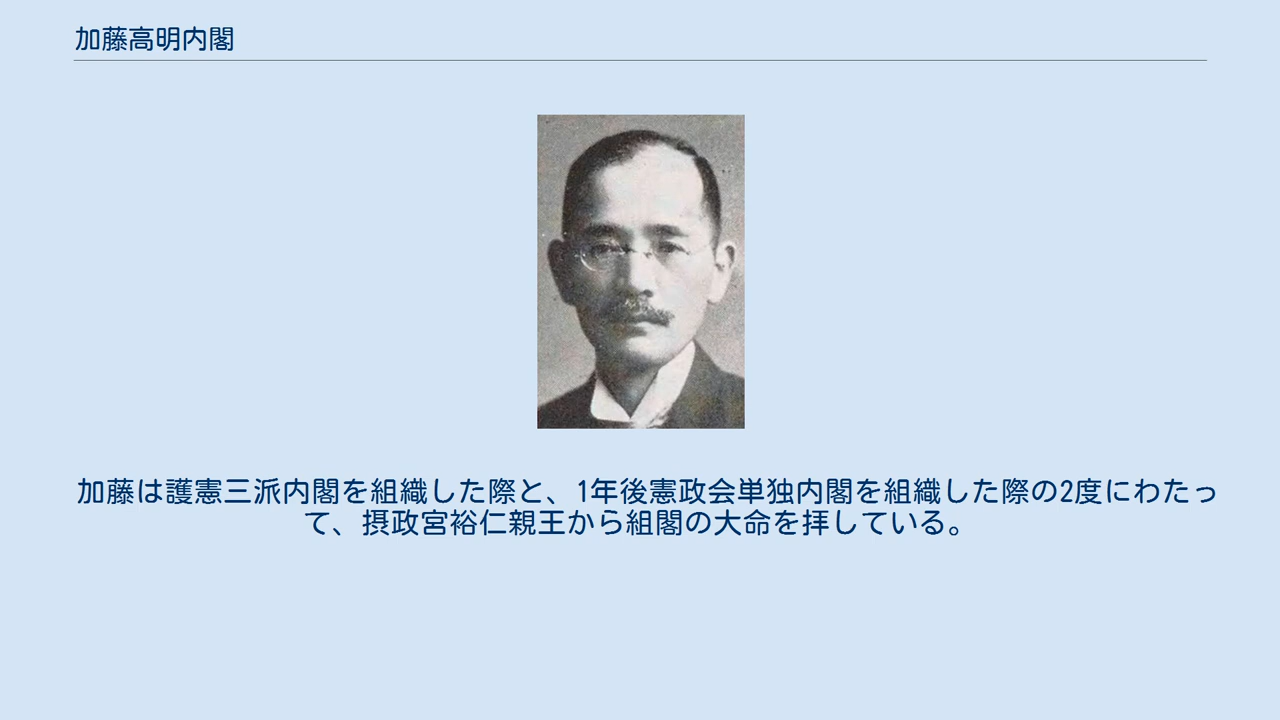 加藤高明内閣
加藤は護憲三派内閣を組織した際と、1年後憲政会単独内閣を組織した際の2度にわたっ
て、摂政宮裕仁親王から組閣の大命を拝している。